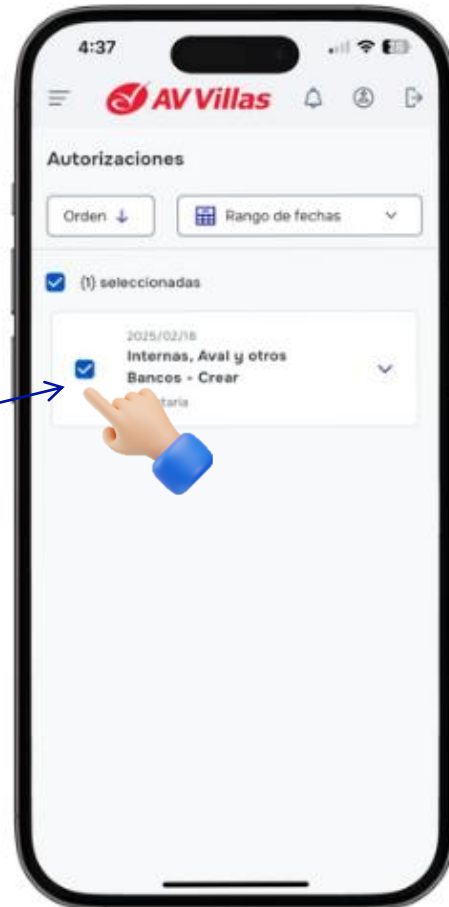 4:37
AV Villas
Autorizaciones
Orden ↓
Rango de fechas
(1) seleccionadas
2025/02/18
Internas, Aval y otros
Bancos - Crear